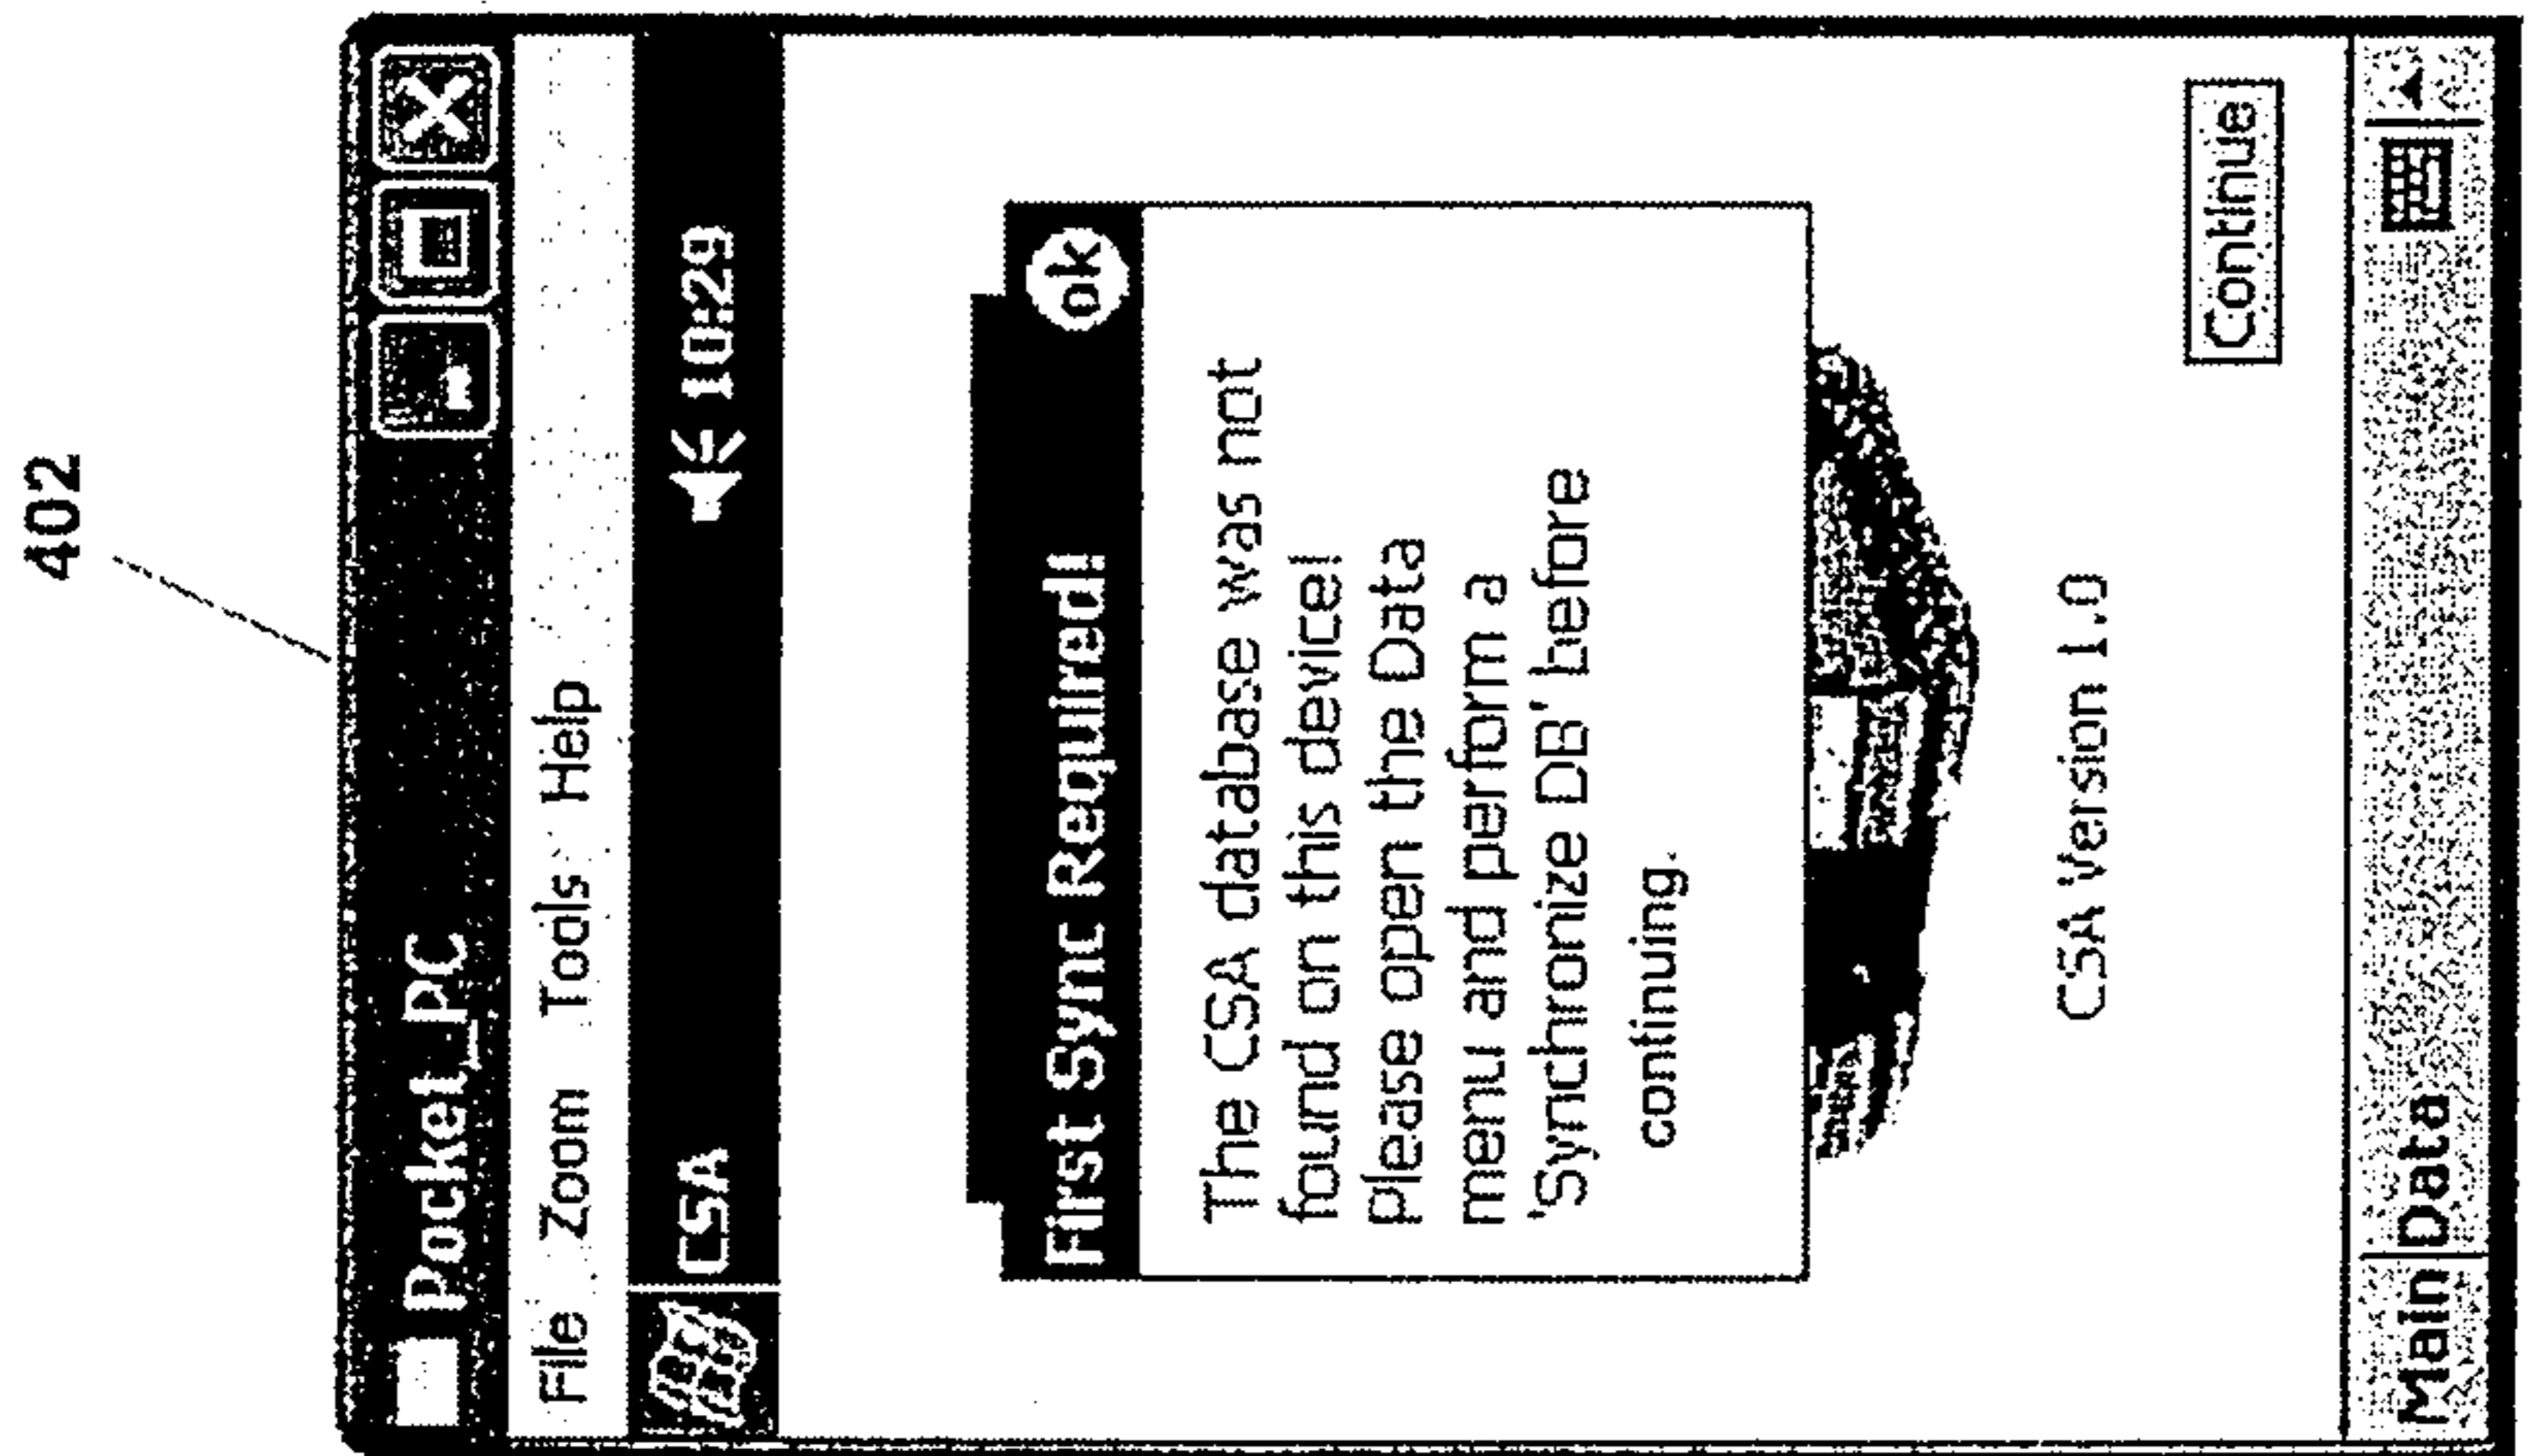 402
Pocket_PC
File Zoom Tools Help
CSA 10:29
First Sync Required! ok
The CSA database was not
found on this device!
Please open the Data
menu and perform a
'Synchronize DB' before
continuing.
CSA Version 1.0
Continue
Main Data